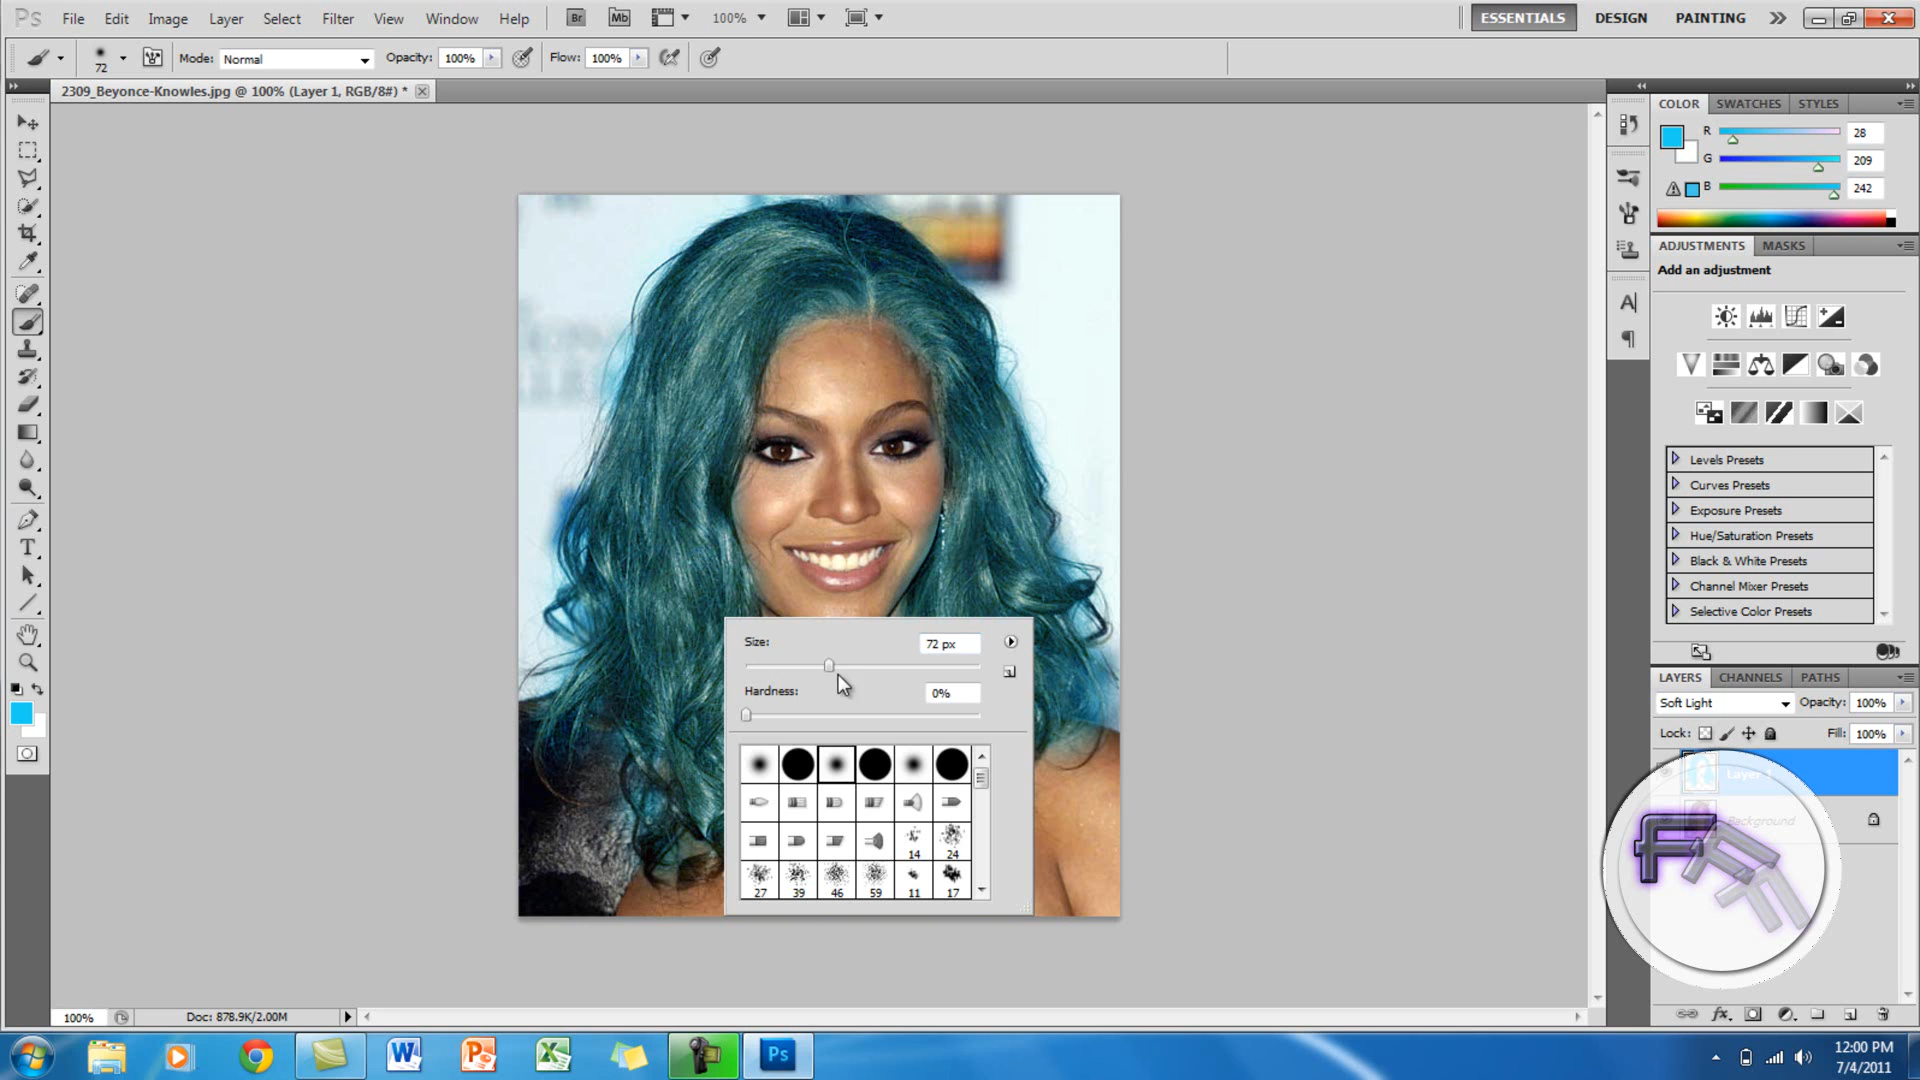 Ps File Edit Image Layer Select Filter View Window Help Br Mb 100% ESSENTIALS DESIGN PAINTING
72 Mode: Normal Opacity: 100% Flow: 100%
2309_Beyonce-Knowles.jpg @ 100% (Layer 1, RGB/8#) *
COLOR SWATCHES STYLES
R 28
G 209
B 242
ADJUSTMENTS MASKS
Add an adjustment
Levels Presets
Curves Presets
Exposure Presets
Hue/Saturation Presets
Black & White Presets
Channel Mixer Presets
Selective Color Presets
Size: 72 px
Hardness: 0%
14 24
27 39 46 59 11 17
LAYERS CHANNELS PATHS
Soft Light Opacity: 100%
Lock: Fill: 100%
Layer 1
Background
100% Doc: 878.9K/2.00M
12:00 PM
7/4/2011